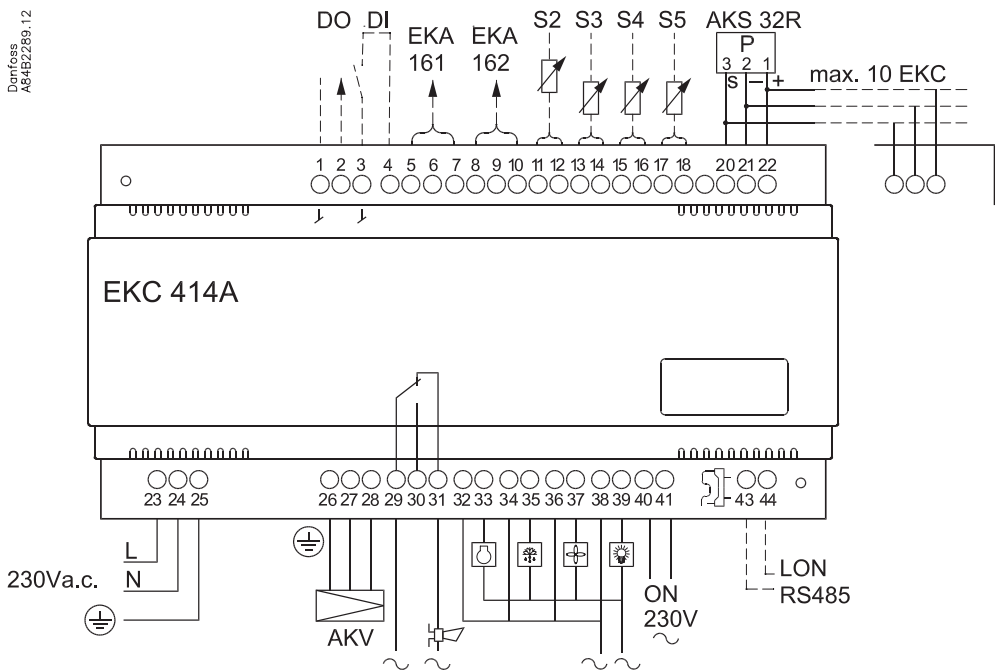 Danfoss
A84B2289.12
DO DI
EKA
161
EKA
162
S2 S3 S4 S5
AKS 32R
P
3 2 1
S − +
max. 10 EKC
1 2 3 4 5 6 7 8 9 10 11 12 13 14 15 16 17 18 20 21 22
EKC 414A
23 24 25 26 27 28 29 30 31 32 33 34 35 36 37 38 39 40 41 43 44
L
230Va.c. N
AKV
ON
230V
LON
RS485